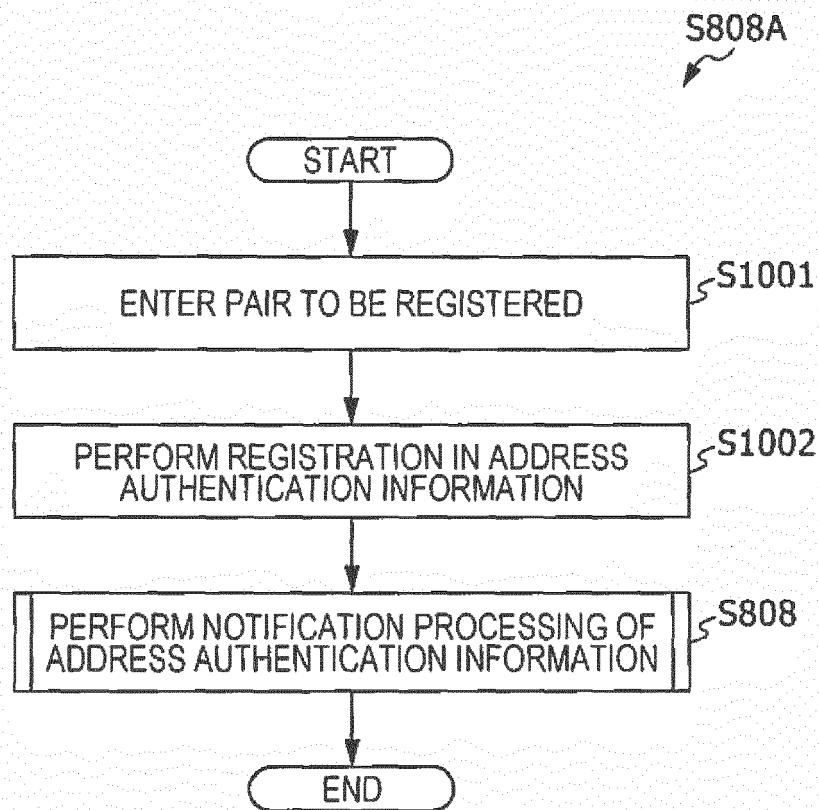 S808A
START
ENTER PAIR TO BE REGISTERED
S1001
PERFORM REGISTRATION IN ADDRESS
AUTHENTICATION INFORMATION
S1002
PERFORM NOTIFICATION PROCESSING OF
ADDRESS AUTHENTICATION INFORMATION
S808
END